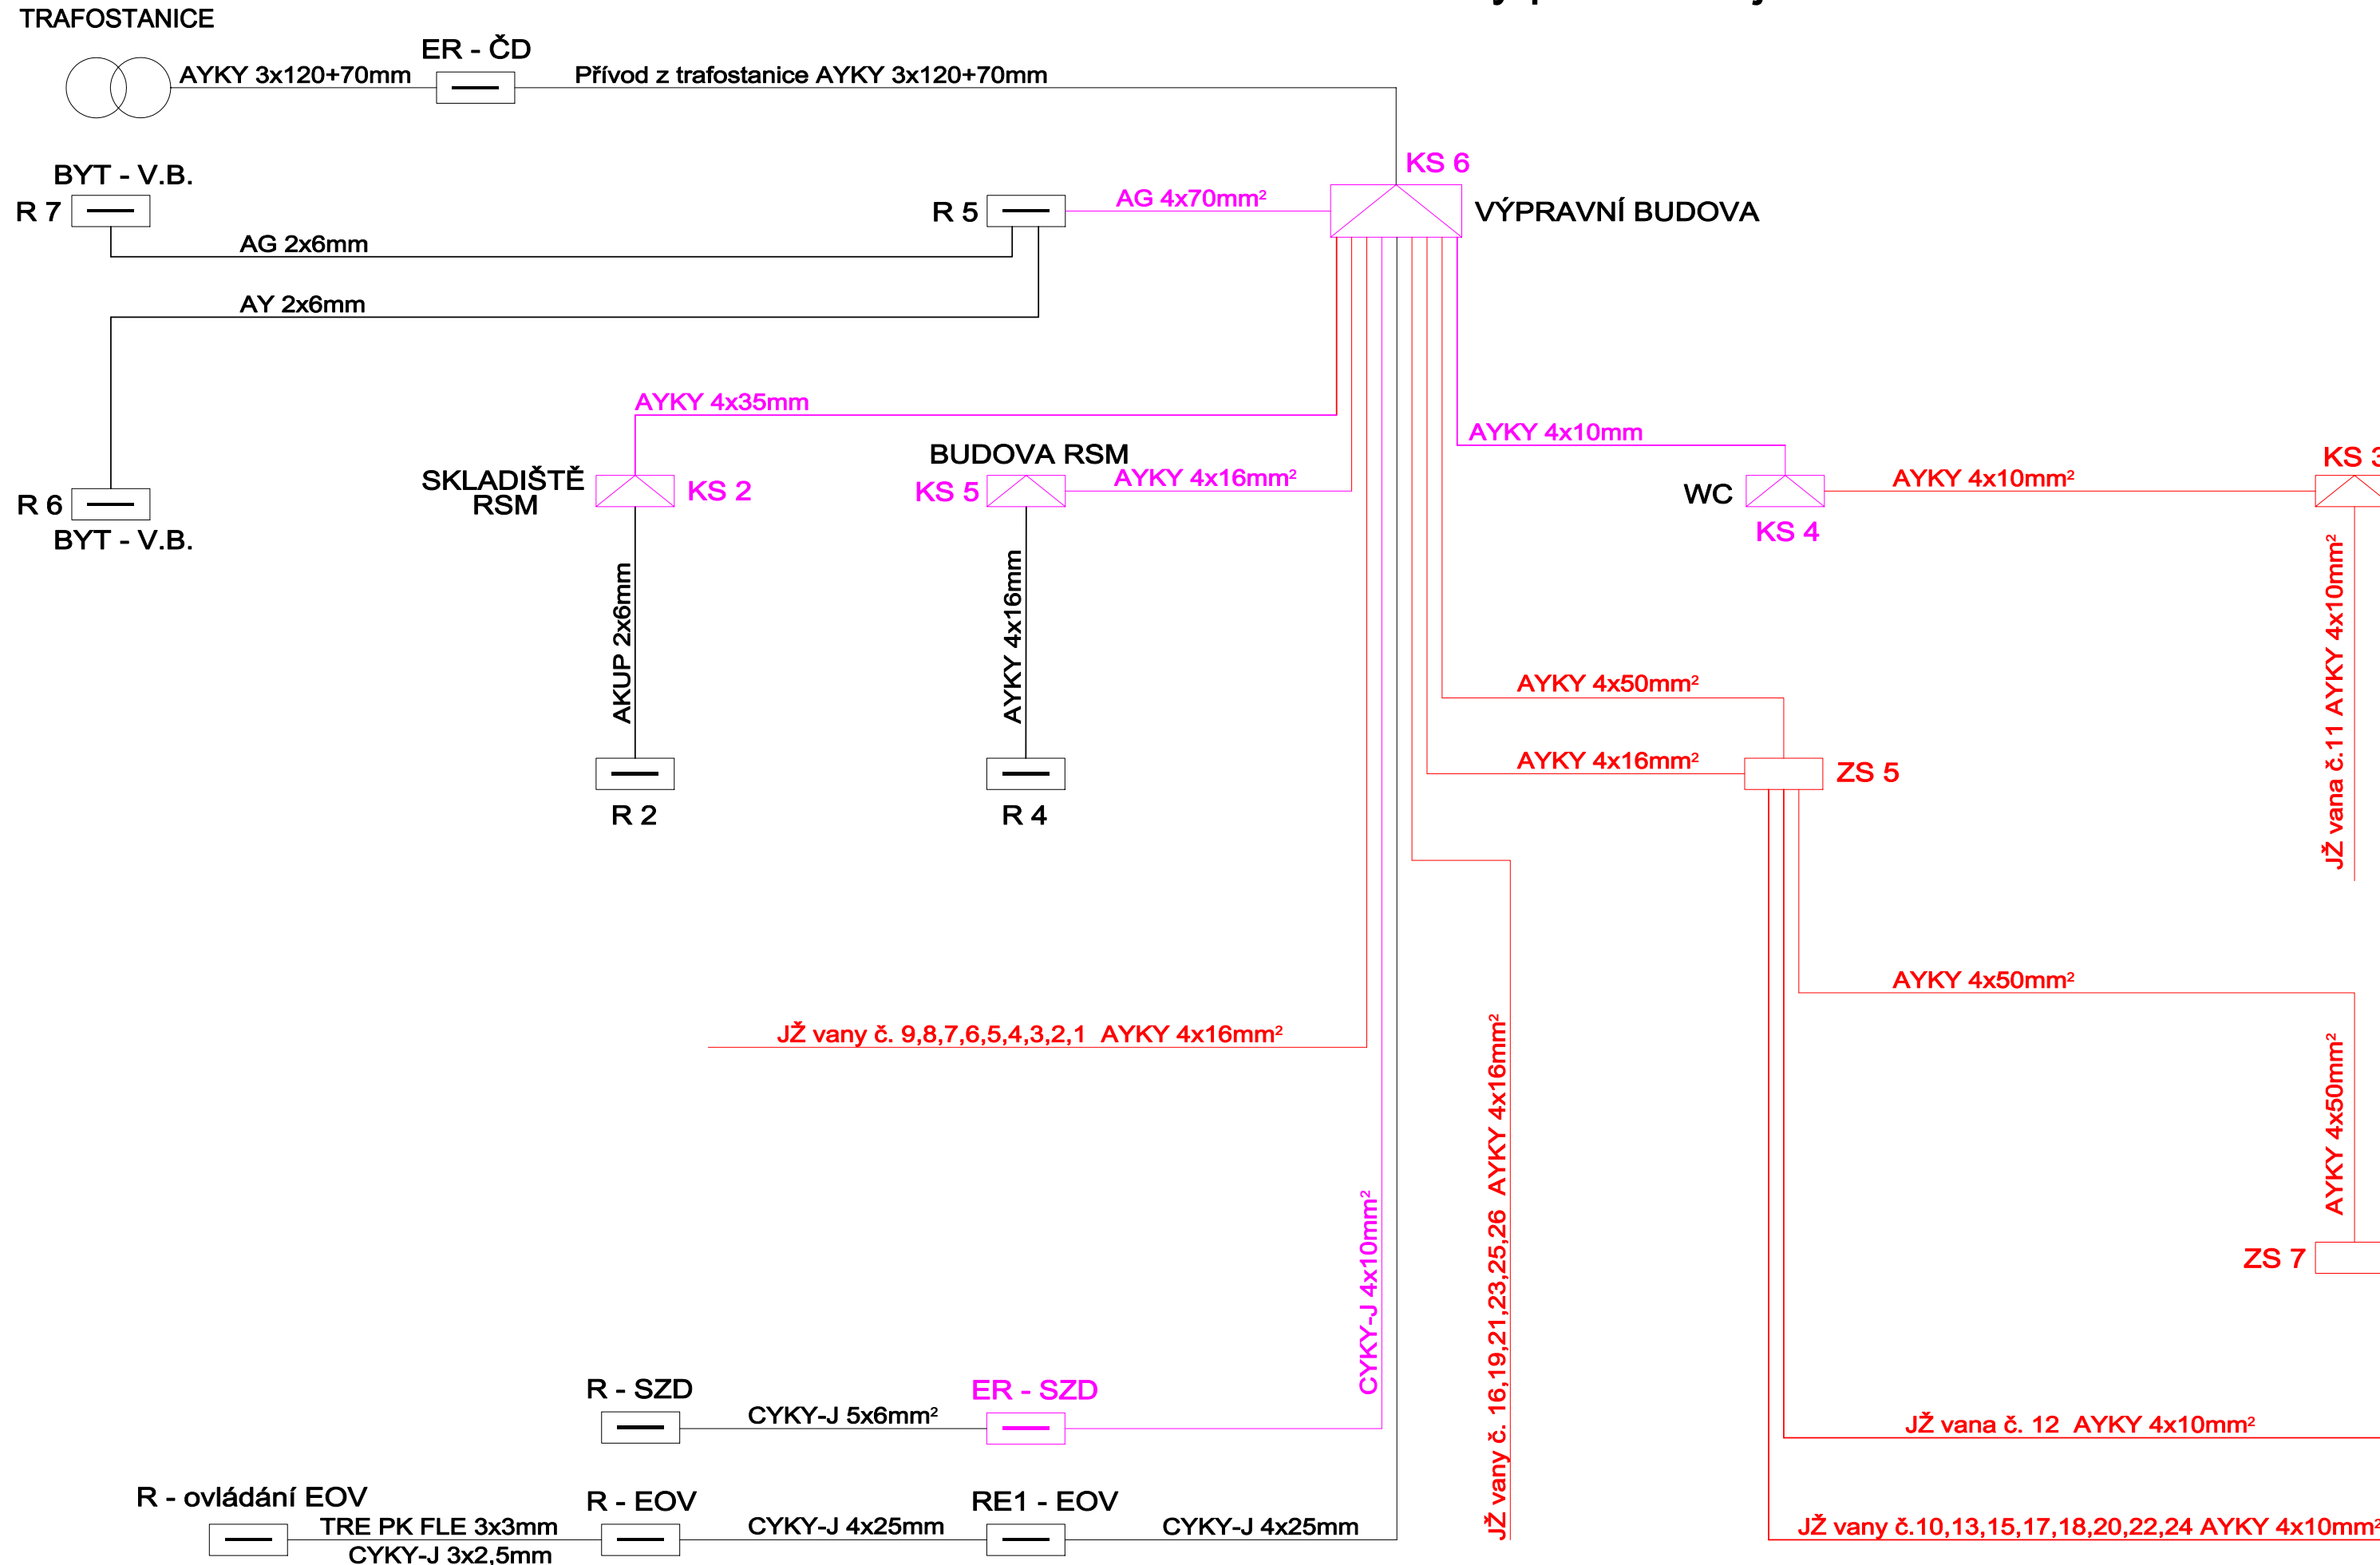 TRAFOSTANICE
ER - ČD
AYKY 3x120+70mm
Přívod z trafostanice AYKY 3x120+70mm
KS 6
BYT - V.B.
R 7
R 5
AG 4x70mm²
VÝPRAVNÍ BUDOVA
AG 2x6mm
AY 2x6mm
AYKY 4x35mm
AYKY 4x10mm
BUDOVA RSM
KS 3
SKLADIŠTĚ
RSM
KS 2
KS 5
AYKY 4x16mm²
WC
AYKY 4x10mm²
R 6
KS 4
BYT - V.B.
AKUP 2x6mm
AYKY 4x16mm
JŽ vana č.11 AYKY 4x10mm²
AYKY 4x50mm²
AYKY 4x16mm²
ZS 5
R 2
R 4
AYKY 4x50mm²
JŽ vany č. 9,8,7,6,5,4,3,2,1 AYKY 4x16mm²
JŽ vany č. 16,19,21,23,25,26 AYKY 4x16mm²
AYKY 4x50mm²
CYKY-J 4x10mm²
ZS 7
R - SZD
ER - SZD
CYKY-J 5x6mm²
JŽ vana č. 12 AYKY 4x10mm²
R - ovládání EOV
R - EOV
RE1 - EOV
TRE PK FLE 3x3mm
CYKY-J 4x25mm
CYKY-J 4x25mm
JŽ vany č.10,13,15,17,18,20,22,24 AYKY 4x10mm²
CYKY-J 3x2,5mm